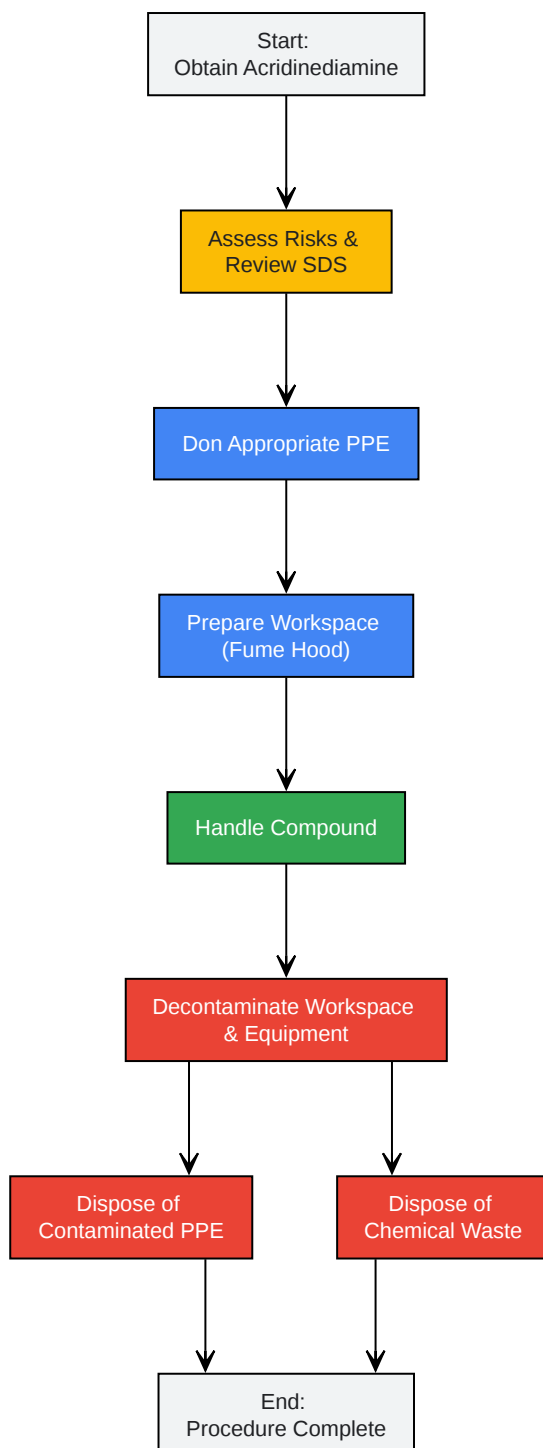 Start:
Obtain Acridinediamine
Assess Risks &
Review SDS
Don Appropriate PPE
Prepare Workspace
(Fume Hood)
Handle Compound
Decontaminate Workspace
& Equipment
Dispose of
Contaminated PPE
Dispose of
Chemical Waste
End:
Procedure Complete